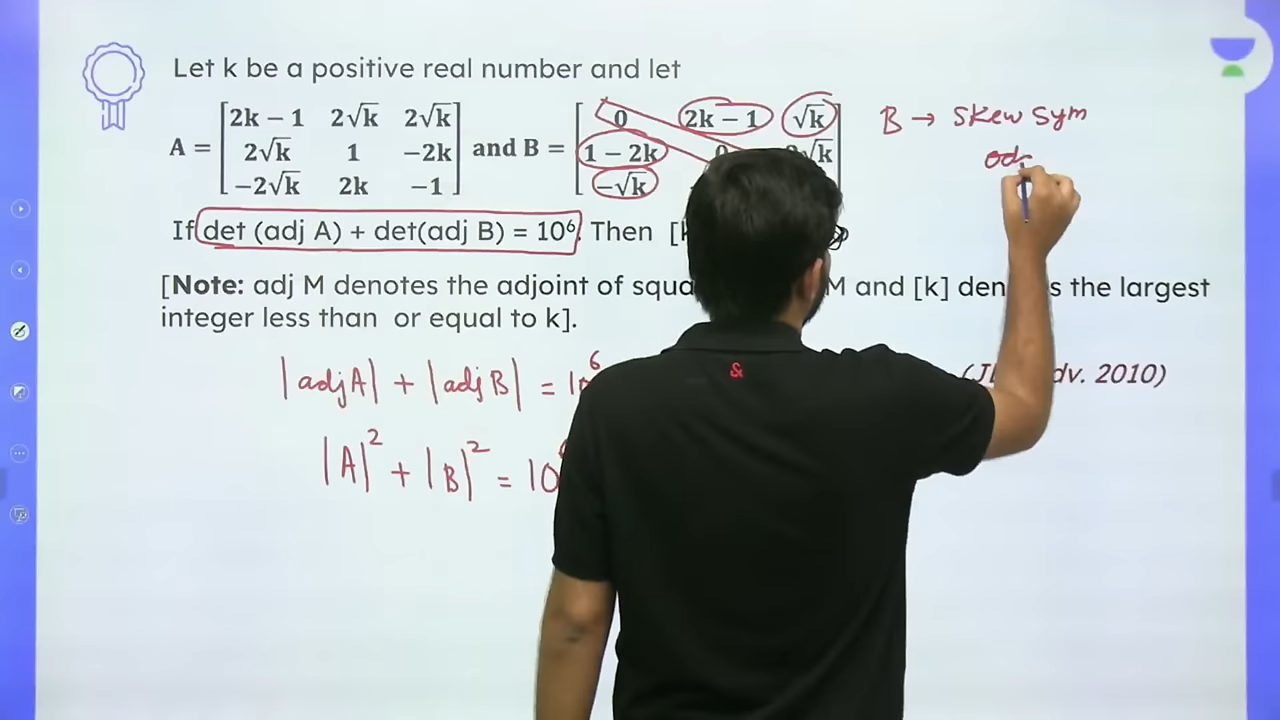 Let k be a positive real number and let
A = [2k − 1 2√k 2√k
2√k 1 −2k
−2√k 2k −1] and B = [0 2k − 1 √k
1 − 2k 0 √k
−√k
B → Skew Sym
od
If det (adj A) + det(adj B) = 10⁶. Then [k
[Note: adj M denotes the adjoint of squa M and [k] den s the largest
integer less than or equal to k].
|adj A| + |adj B| = 10⁶
dv. 2010)
|A|² + |B|² = 10